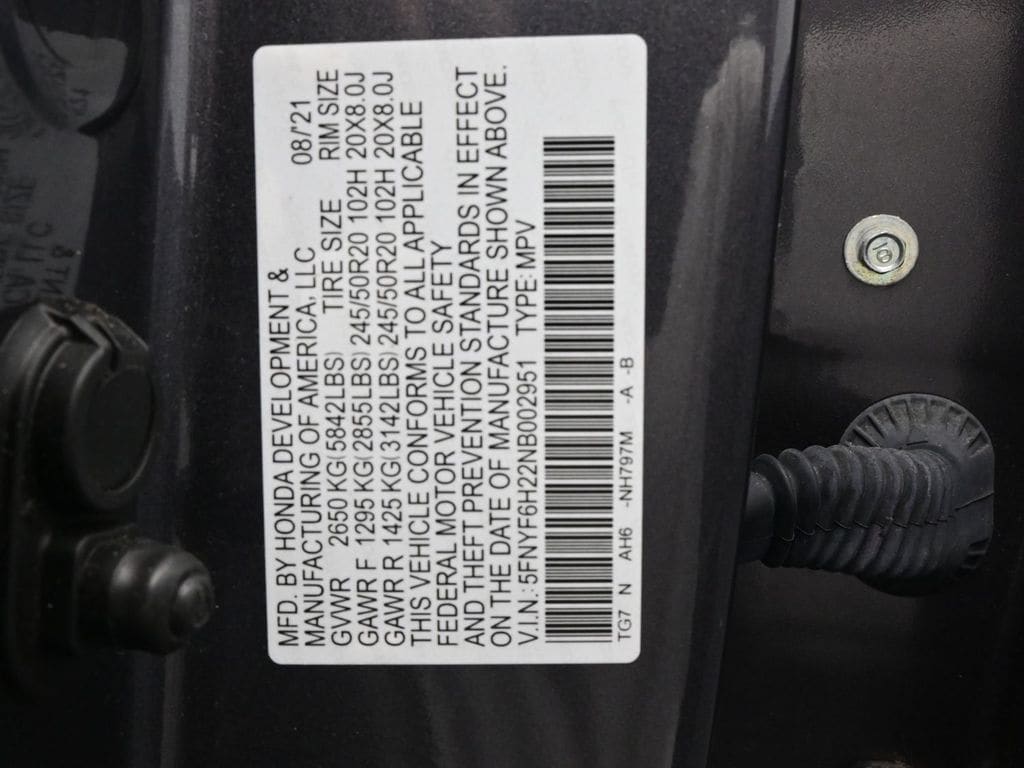 MFD. BY HONDA DEVELOPMENT &
MANUFACTURING OF AMERICA, LLC 08/'21
GVWR 2650 KG(5842LBS) TIRE SIZE RIM SIZE
GAWR F 1295 KG(2855LBS) 245/50R20 102H 20X8.0J
GAWR R 1425 KG(3142LBS) 245/50R20 102H 20X8.0J
THIS VEHICLE CONFORMS TO ALL APPLICABLE
FEDERAL MOTOR VEHICLE SAFETY
AND THEFT PREVENTION STANDARDS IN EFFECT
ON THE DATE OF MANUFACTURE SHOWN ABOVE.
V.I.N.:5FNYF6H22NB002951 TYPE: MPV
TG7 N AH6 -NH797M -A -B